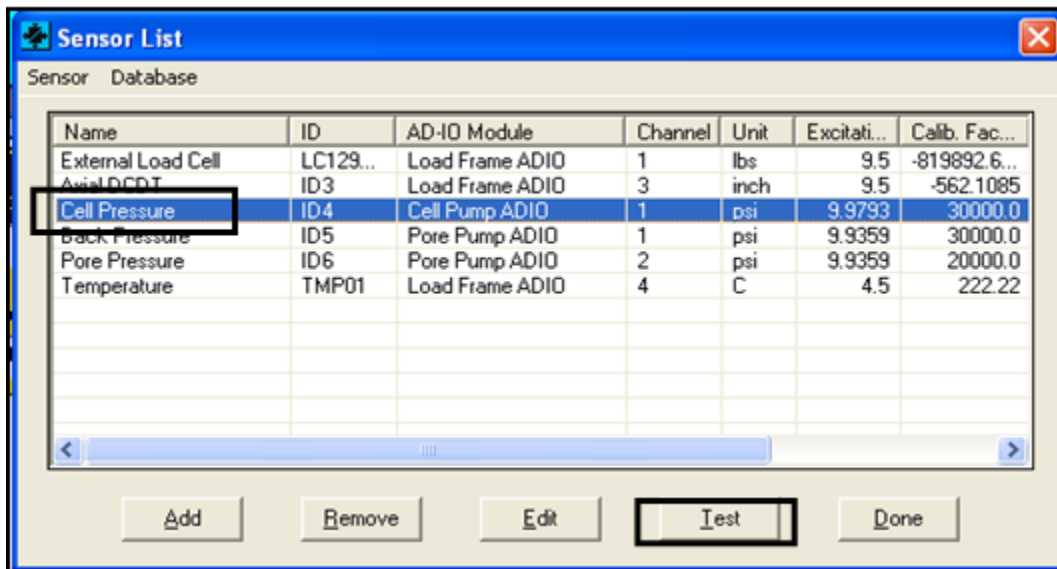 Sensor List
Sensor Database
Name ID AD-IO Module Channel Unit Excitati... Calib. Fac...
External Load Cell LC129... Load Frame ADIO 1 lbs 9.5 -819892.6...
Axial DCDT ID3 Load Frame ADIO 3 inch 9.5 -562.1085
Cell Pressure ID4 Cell Pump ADIO 1 psi 9.9793 30000.0
Back Pressure ID5 Pore Pump ADIO 1 psi 9.9359 30000.0
Pore Pressure ID6 Pore Pump ADIO 2 psi 9.9359 20000.0
Temperature TMP01 Load Frame ADIO 4 C 4.5 222.22
Add Remove Edit Test Done